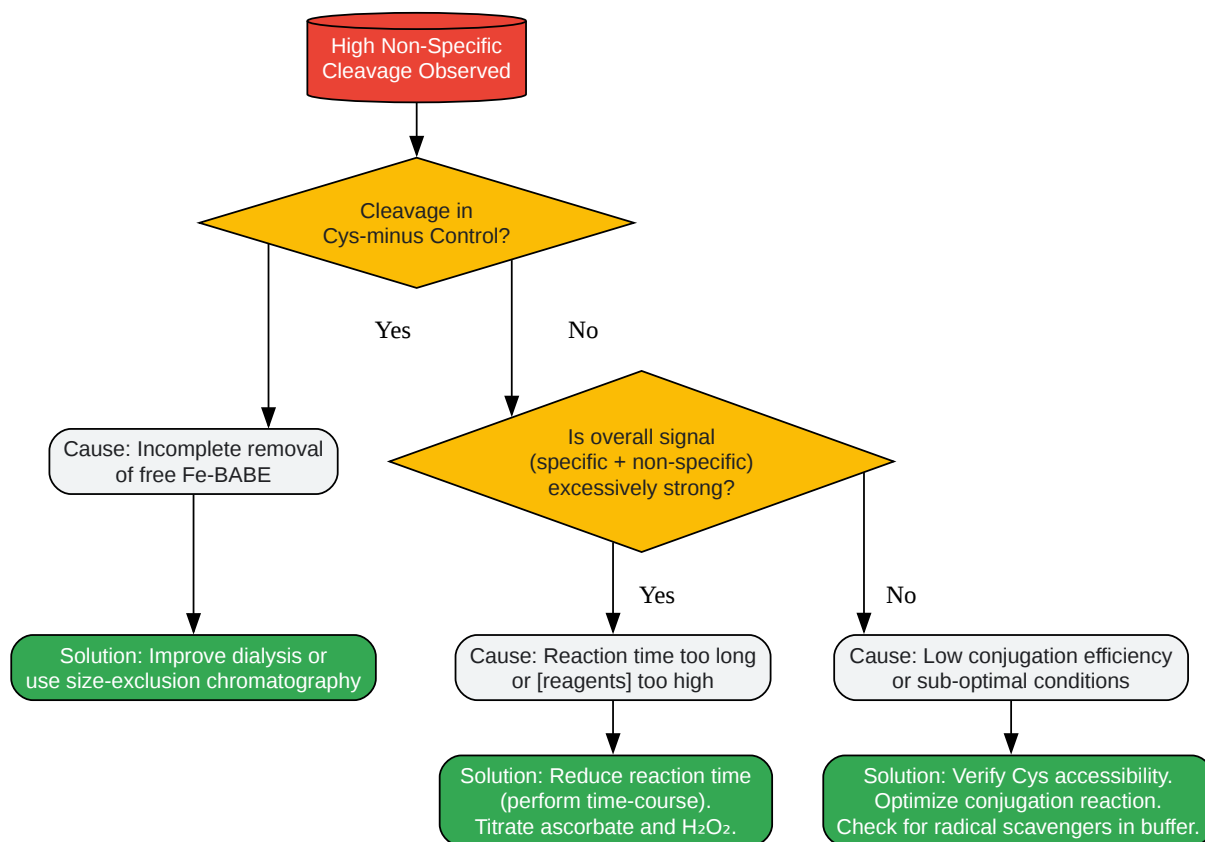 High Non-Specific
Cleavage Observed
Cleavage in
Cys-minus Control?
Yes
No
Cause: Incomplete removal
of free Fe-BABE
Is overall signal
(specific + non-specific)
excessively strong?
Yes
No
Solution: Improve dialysis or
use size-exclusion chromatography
Cause: Reaction time too long
or [reagents] too high
Cause: Low conjugation efficiency
or sub-optimal conditions
Solution: Reduce reaction time
(perform time-course).
Titrate ascorbate and H₂O₂.
Solution: Verify Cys accessibility.
Optimize conjugation reaction.
Check for radical scavengers in buffer.